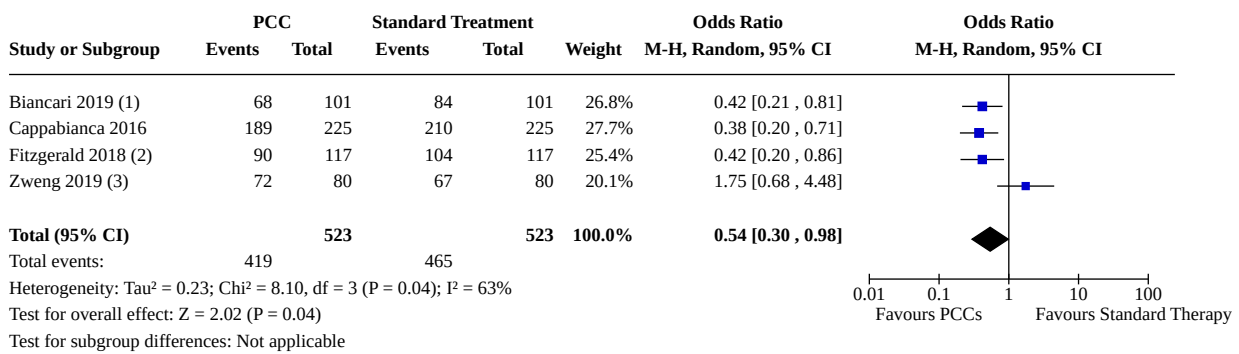 PCC Standard Treatment Odds Ratio Odds Ratio
Study or Subgroup Events Total Events Total Weight M-H, Random, 95% CI M-H, Random, 95% CI
Biancari 2019 (1) 68 101 84 101 26.8% 0.42 [0.21 , 0.81]
Cappabianca 2016 189 225 210 225 27.7% 0.38 [0.20 , 0.71]
Fitzgerald 2018 (2) 90 117 104 117 25.4% 0.42 [0.20 , 0.86]
Zweng 2019 (3) 72 80 67 80 20.1% 1.75 [0.68 , 4.48]
Total (95% CI) 523 523 100.0% 0.54 [0.30 , 0.98]
Total events: 419 465
Heterogeneity: Tau² = 0.23; Chi² = 8.10, df = 3 (P = 0.04); I² = 63%
0.01 0.1 1 10 100
Test for overall effect: Z = 2.02 (P = 0.04)
Favours PCCs Favours Standard Therapy
Test for subgroup differences: Not applicable